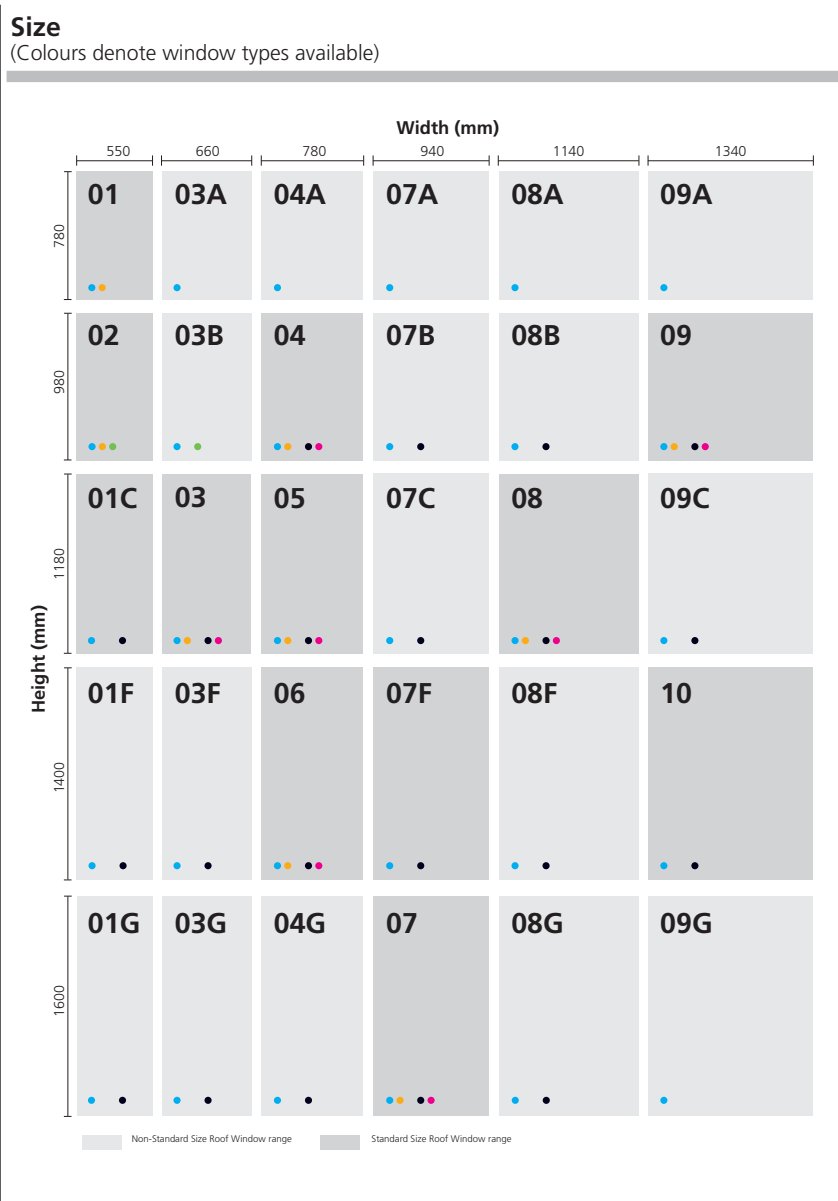 Size
(Colours denote window types available)
Width (mm)
550 660 780 940 1140 1340
780
01 03A 04A 07A 08A 09A
980
02 03B 04 07B 08B 09
1180
01C 03 05 07C 08 09C
Height (mm)
1400
01F 03F 06 07F 08F 10
1600
01G 03G 04G 07 08G 09G
Non-Standard Size Roof Window range Standard Size Roof Window range